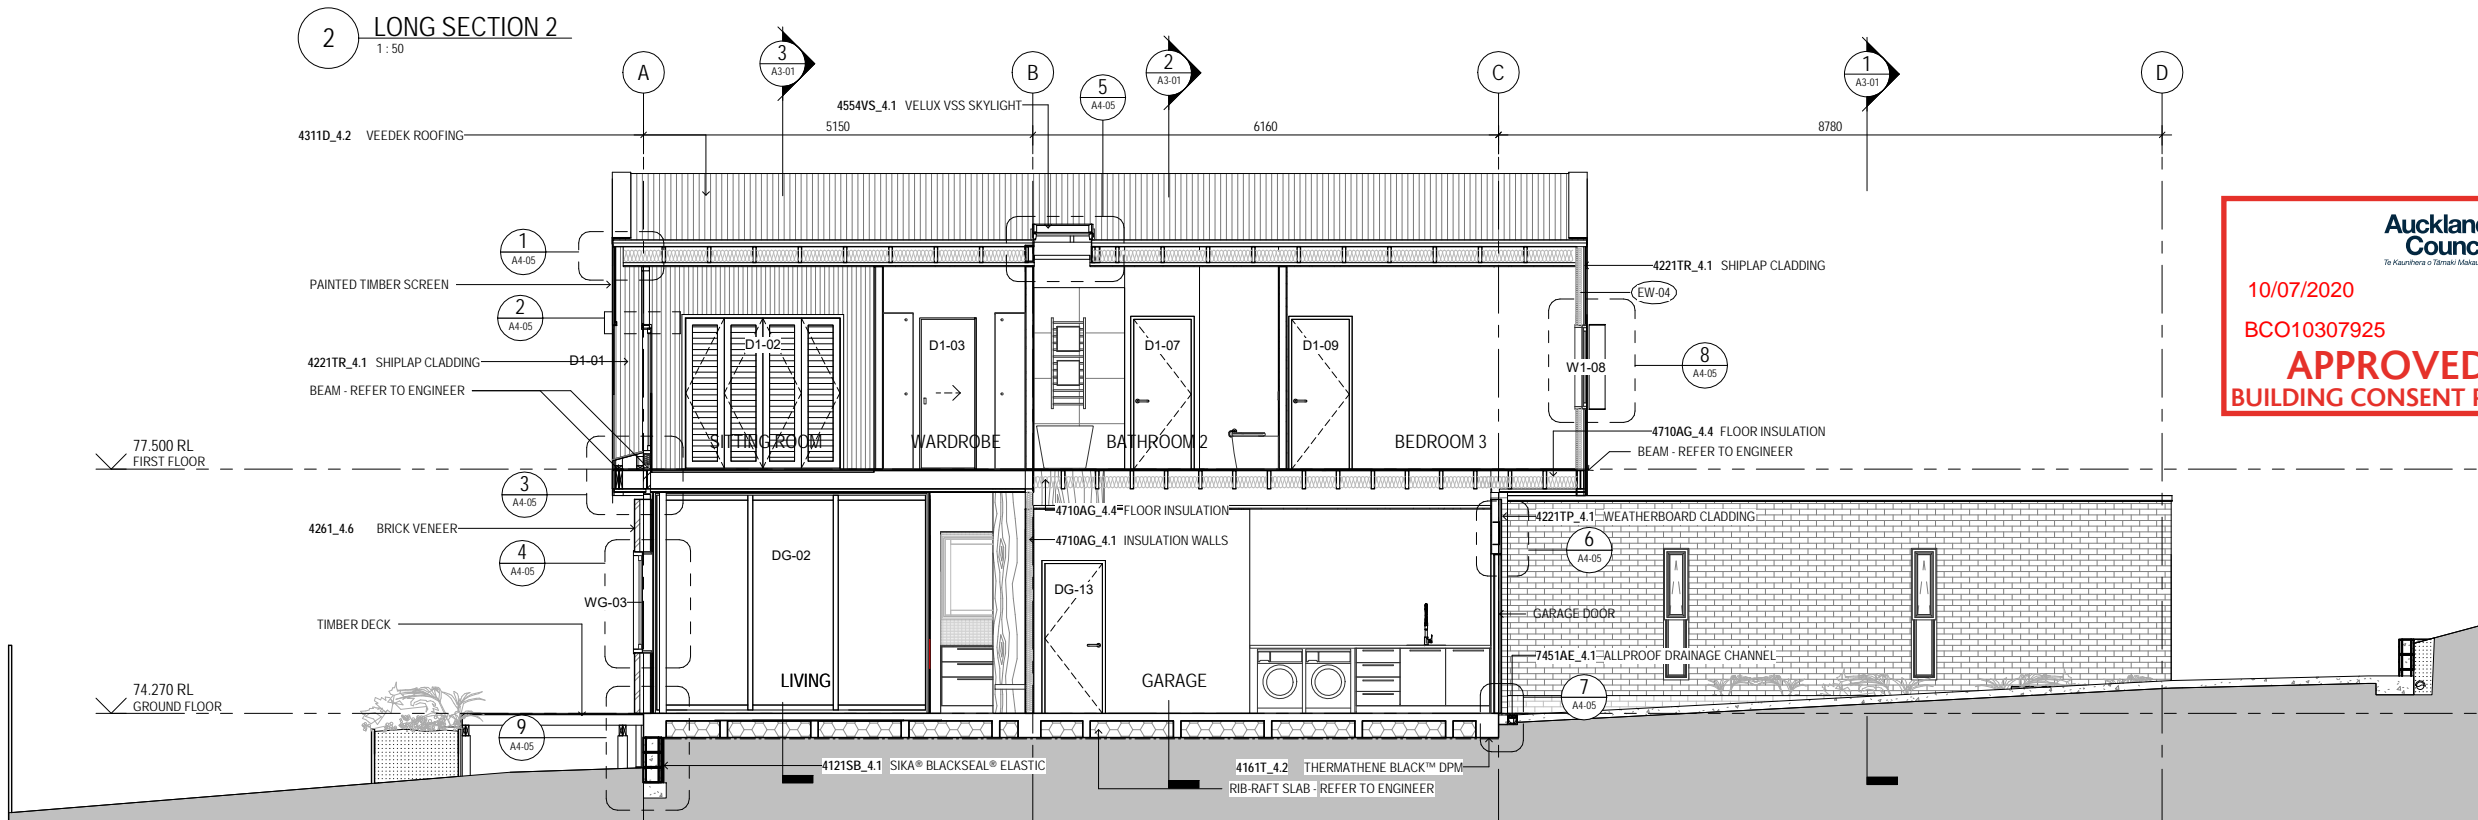 2 LONG SECTION 2
1 : 50
A
3
A3-01
B
5
A4-05
2
A3-01
C
1
A3-01
D
4554VS_4.1 VELUX VSS SKYLIGHT
4311D_4.2 VEEDEK ROOFING
5150
6160
8780
Auckland
Council
10/07/2020
BCO10307925
APPROVED
BUILDING CONSENT
1
A4-05
PAINTED TIMBER SCREEN
2
A4-05
4221TR_4.1 SHIPLAP CLADDING
D1-01
BEAM - REFER TO ENGINEER
D1-02
D1-03
D1-07
D1-09
W1-08
4221TR_4.1 SHIPLAP CLADDING
EW-04
8
A4-05
SITTING ROOM
WARDROBE
BATHROOM 2
BEDROOM 3
4710AG_4.4 FLOOR INSULATION
BEAM - REFER TO ENGINEER
77.500 RL
FIRST FLOOR
3
A4-05
4261_4.6 BRICK VENEER
4
A4-05
WG-03
TIMBER DECK
DG-02
4710AG_4.4 FLOOR INSULATION
4710AG_4.1 INSULATION WALLS
DG-13
4221TP_4.1 WEATHERBOARD CLADDING
6
A4-05
GARAGE DOOR
7451AE_4.1 ALLPROOF DRAINAGE CHANNEL
7
A4-05
LIVING
GARAGE
74.270 RL
GROUND FLOOR
9
A4-05
4121SB_4.1 SIKA® BLACKSEAL® ELASTIC
4161T_4.2 THERMATHENE BLACK™ DPM
RIB-RAFT SLAB - REFER TO ENGINEER